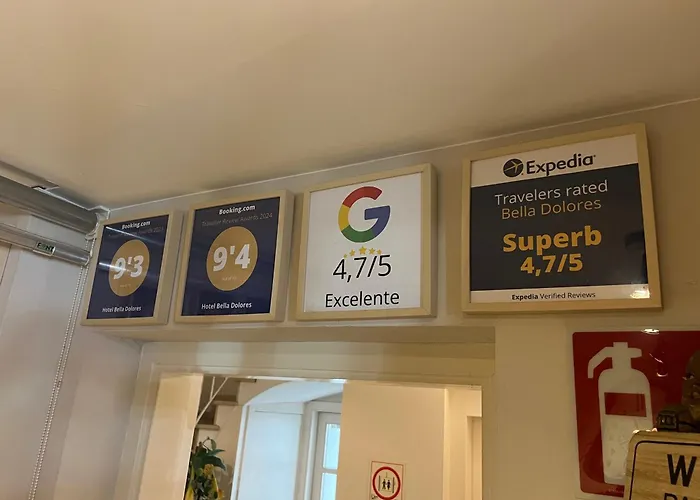 Booking.com
9'3
Hotel Bella Dolores
Booking.com
Traveller Review Awards 2024
9'4
Hotel Bella Dolores
G
4,7/5
Excelente
Expedia
Travelers rated
Bella Dolores
Superb
4,7/5
Expedia Verified Reviews
W